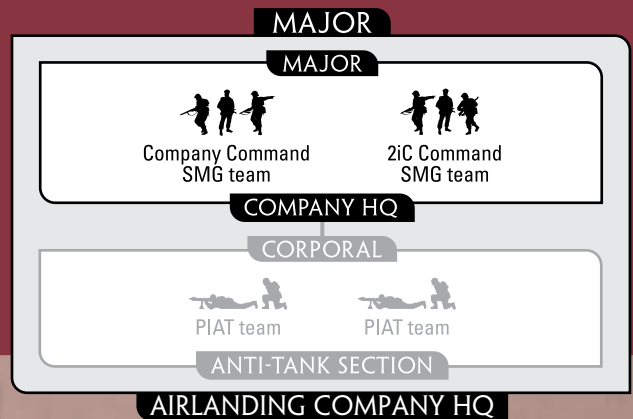 MAJOR
MAJOR
Company Command
SMG team
2iC Command
SMG team
COMPANY HQ
CORPORAL
PIAT team
PIAT team
ANTI-TANK SECTION
AIRLANDING COMPANY HQ